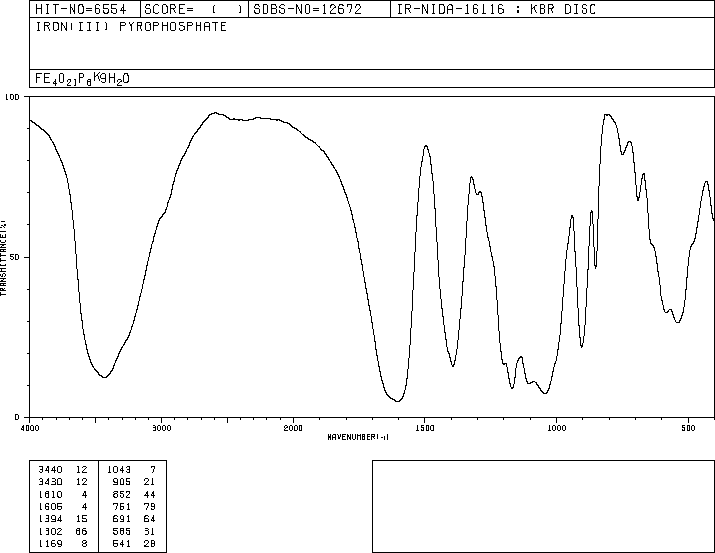 HIT-NO=6554 SCORE= ( ) SDBS-NO=12672 IR-NIDA-16116 : KBR DISC
IRON(III) PYROPHOSPHATE
FE4O21P6K9H2O
100
50
0
TRANSMITTANCE(%)
4000 3000 2000 1500 1000 500
WAVENUMBER(-1)
3440 12 1043 7
3430 12 905 21
1610 4 852 44
1605 4 751 79
1394 15 691 64
1302 66 585 31
1169 8 541 28